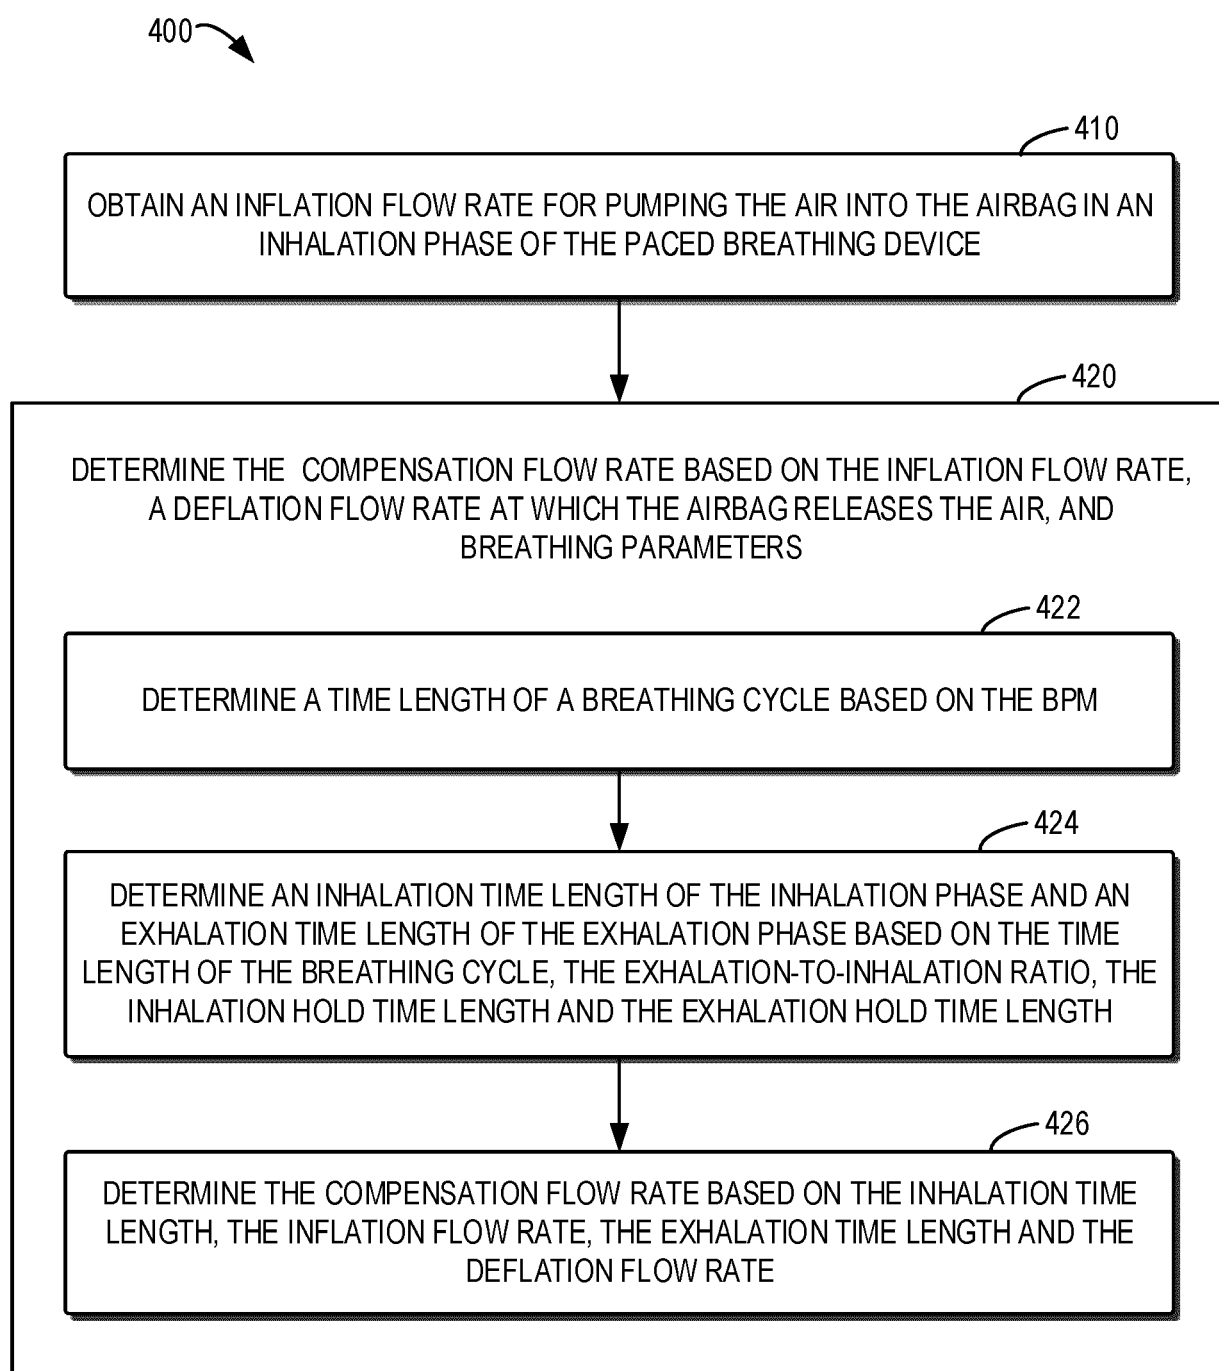 400
410
OBTAIN AN INFLATION FLOW RATE FOR PUMPING THE AIR INTO THE AIRBAG IN AN
INHALATION PHASE OF THE PACED BREATHING DEVICE
420
DETERMINE THE COMPENSATION FLOW RATE BASED ON THE INFLATION FLOW RATE,
A DEFLATION FLOW RATE AT WHICH THE AIRBAG RELEASES THE AIR, AND
BREATHING PARAMETERS
422
DETERMINE A TIME LENGTH OF A BREATHING CYCLE BASED ON THE BPM
424
DETERMINE AN INHALATION TIME LENGTH OF THE INHALATION PHASE AND AN
EXHALATION TIME LENGTH OF THE EXHALATION PHASE BASED ON THE TIME
LENGTH OF THE BREATHING CYCLE, THE EXHALATION-TO-INHALATION RATIO, THE
INHALATION HOLD TIME LENGTH AND THE EXHALATION HOLD TIME LENGTH
426
DETERMINE THE COMPENSATION FLOW RATE BASED ON THE INHALATION TIME
LENGTH, THE INFLATION FLOW RATE, THE EXHALATION TIME LENGTH AND THE
DEFLATION FLOW RATE